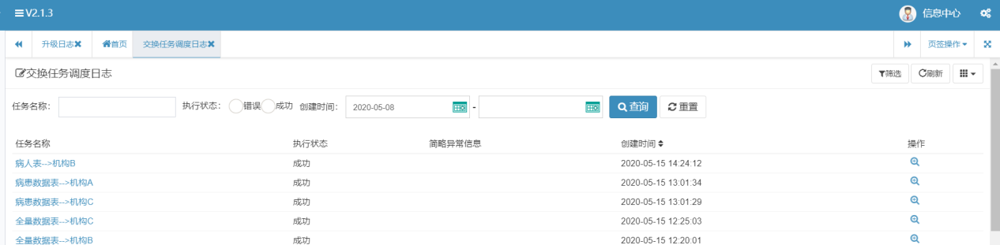 V2.1.3 信息中心
升级日志 首页 交换任务调度日志 页签操作
交换任务调度日志 筛选 刷新
任务名称： 执行状态： 错误 成功 创建时间： 2020-05-08 - 查询 重置
任务名称 执行状态 简略异常信息 创建时间 操作
病人表-->机构B 成功 2020-05-15 14:24:12
病患数据表-->机构A 成功 2020-05-15 13:01:34
病患数据表-->机构C 成功 2020-05-15 13:01:29
全量数据表-->机构C 成功 2020-05-15 12:25:03
全量数据表-->机构B 成功 2020-05-15 12:20:01